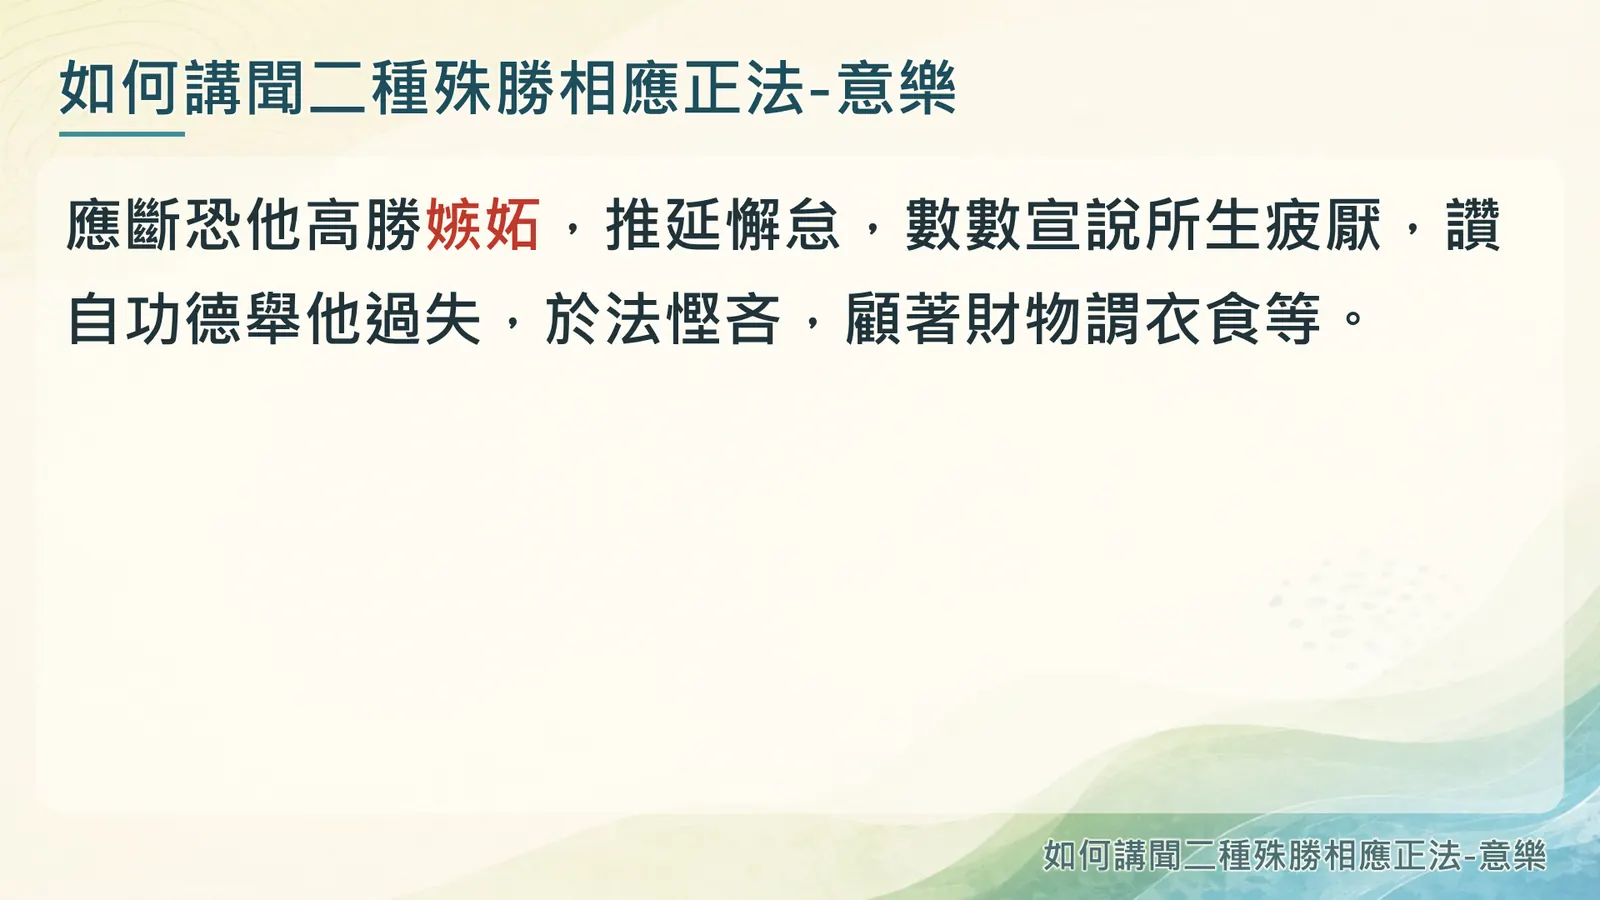 如何講聞二種殊勝相應正法-意樂
應斷恐他高勝嫉妬，推延懈怠，數數宣說所生疲厭，讚
自功德舉他過失，於法慳吝，顧著財物謂衣食等。
如何講聞二種殊勝相應正法-意樂